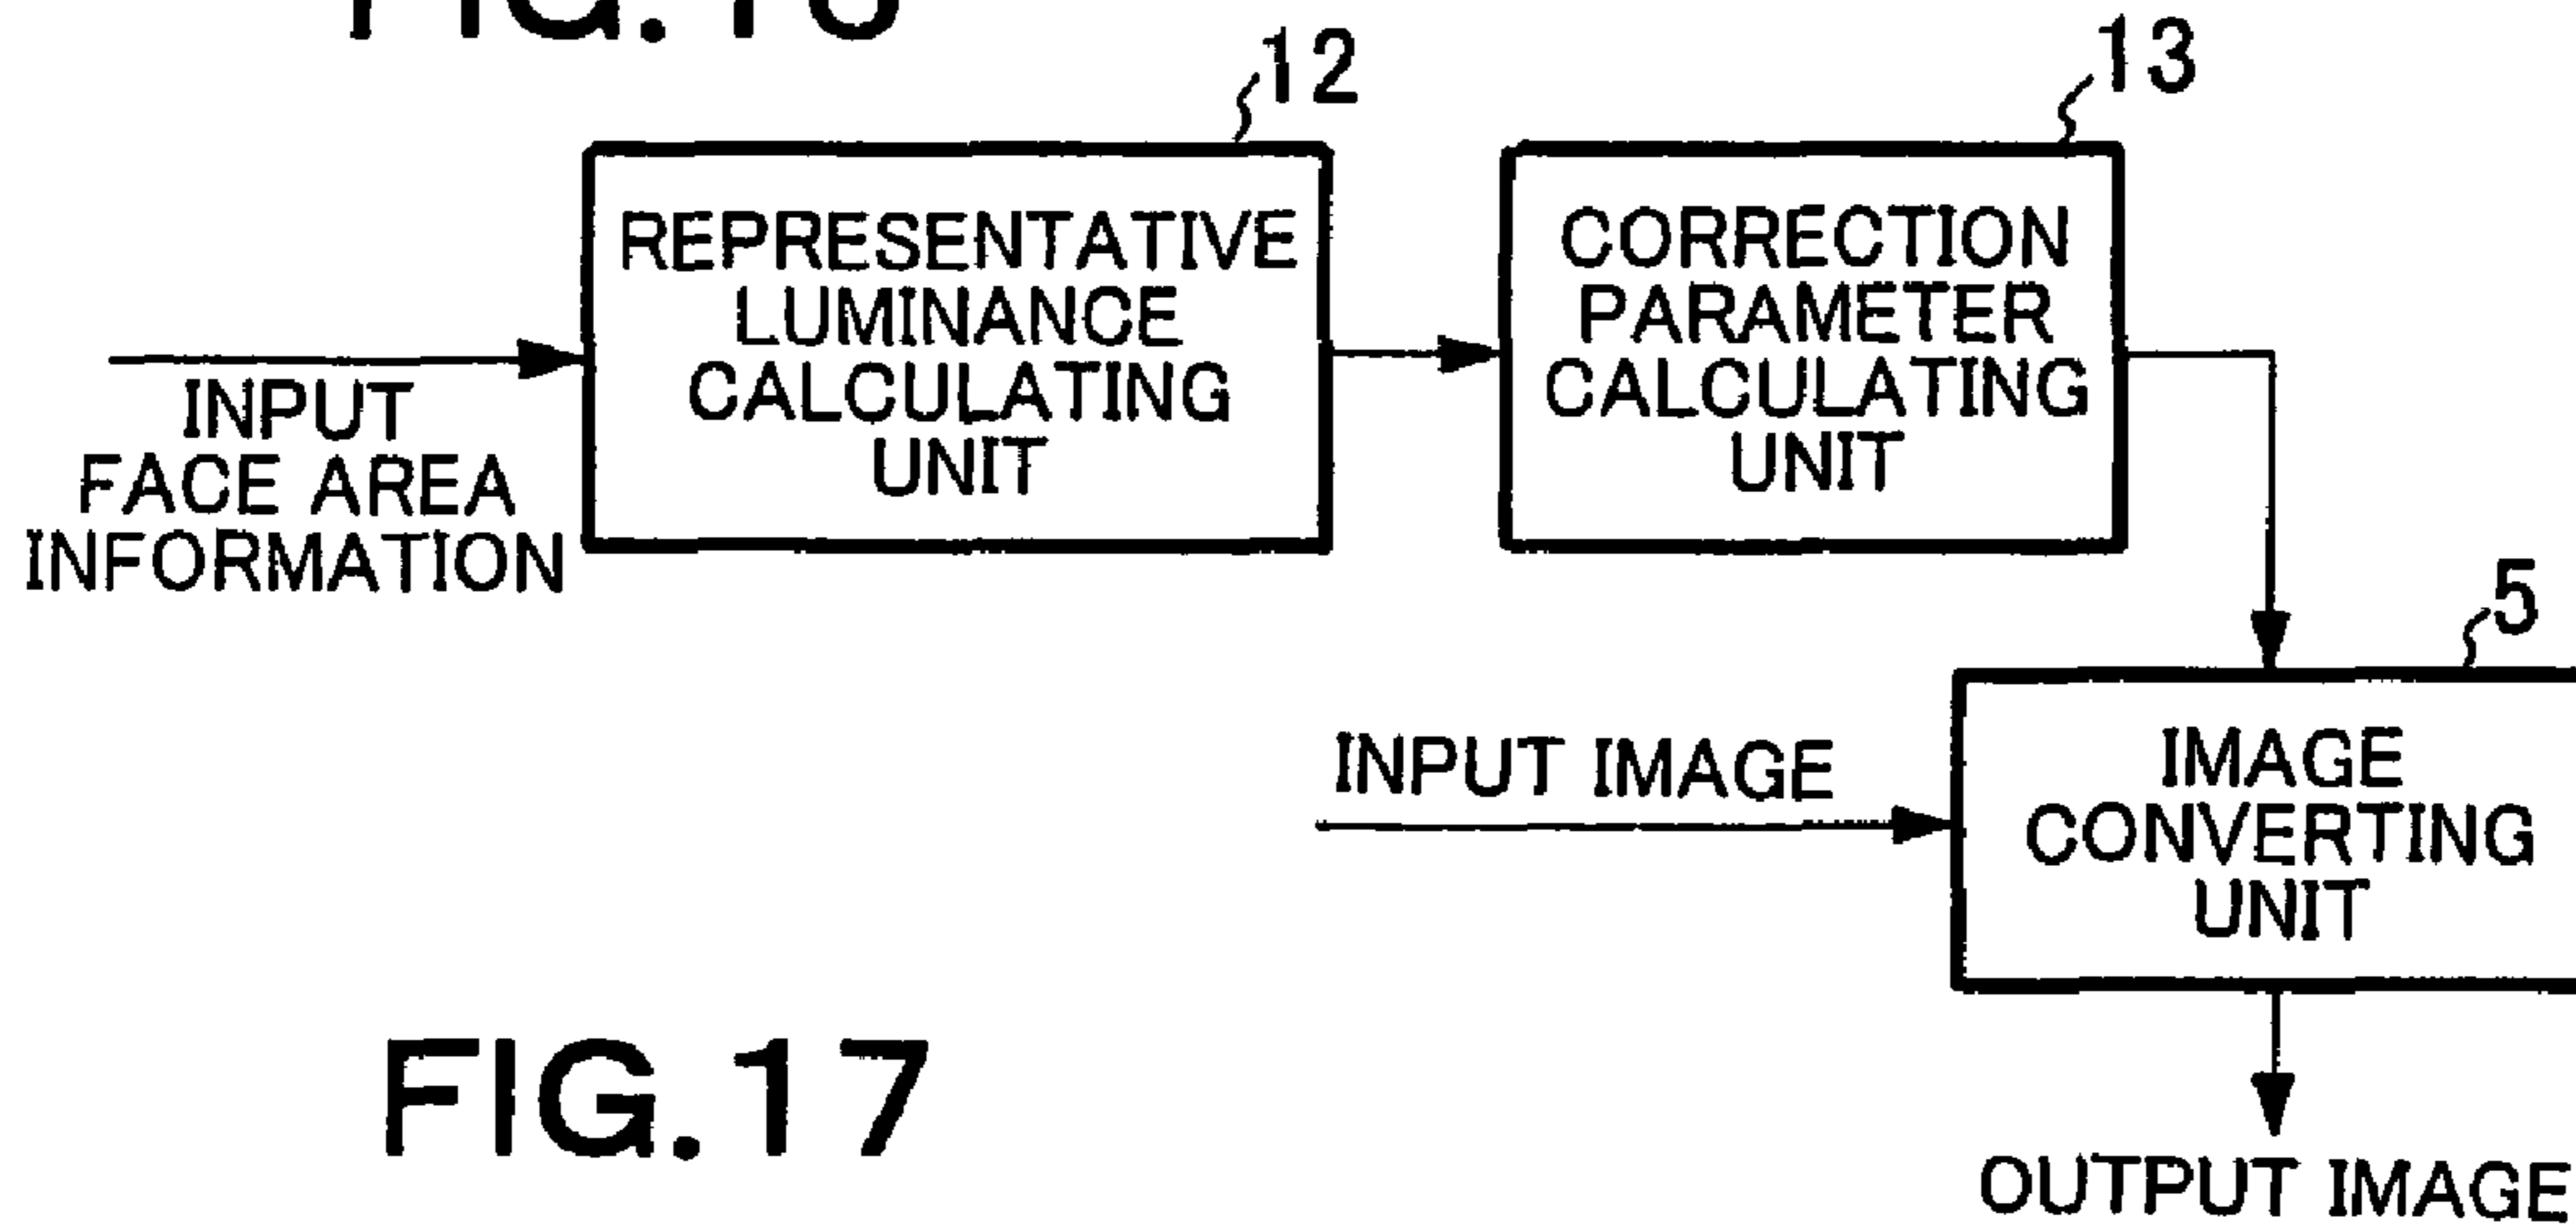 12
13
REPRESENTATIVE
LUMINANCE
CALCULATING
UNIT
CORRECTION
PARAMETER
CALCULATING
UNIT
INPUT
FACE AREA
INFORMATION
5
INPUT IMAGE
IMAGE
CONVERTING
UNIT
FIG.17
OUTPUT IMAGE